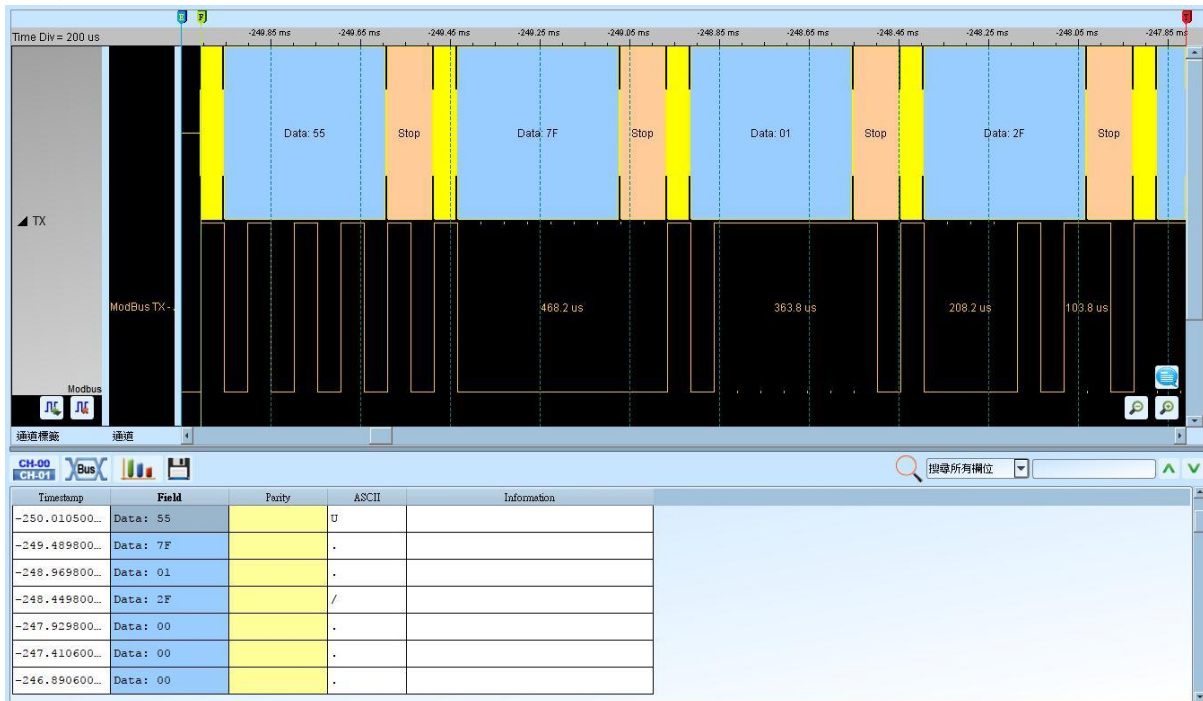 B F T
Time Div = 200 us
-249.85 ms -249.65 ms -249.45 ms -249.25 ms -249.05 ms -248.85 ms -248.65 ms -248.45 ms -248.25 ms -248.05 ms -247.85 ms
Data: 55 Stop Data: 7F Stop Data: 01 Stop Data: 2F Stop
TX
ModBus TX -
468.2 us 363.8 us 208.2 us 103.8 us
Modbus
通道標籤 通道
CH-00
CH-01
Bus
搜尋所有欄位
Timestamp Field Parity ASCII Information
-250.010500... Data: 55 U
-249.489800... Data: 7F .
-248.969800... Data: 01 .
-248.449800... Data: 2F /
-247.929800... Data: 00 .
-247.410600... Data: 00 .
-246.890600... Data: 00 .